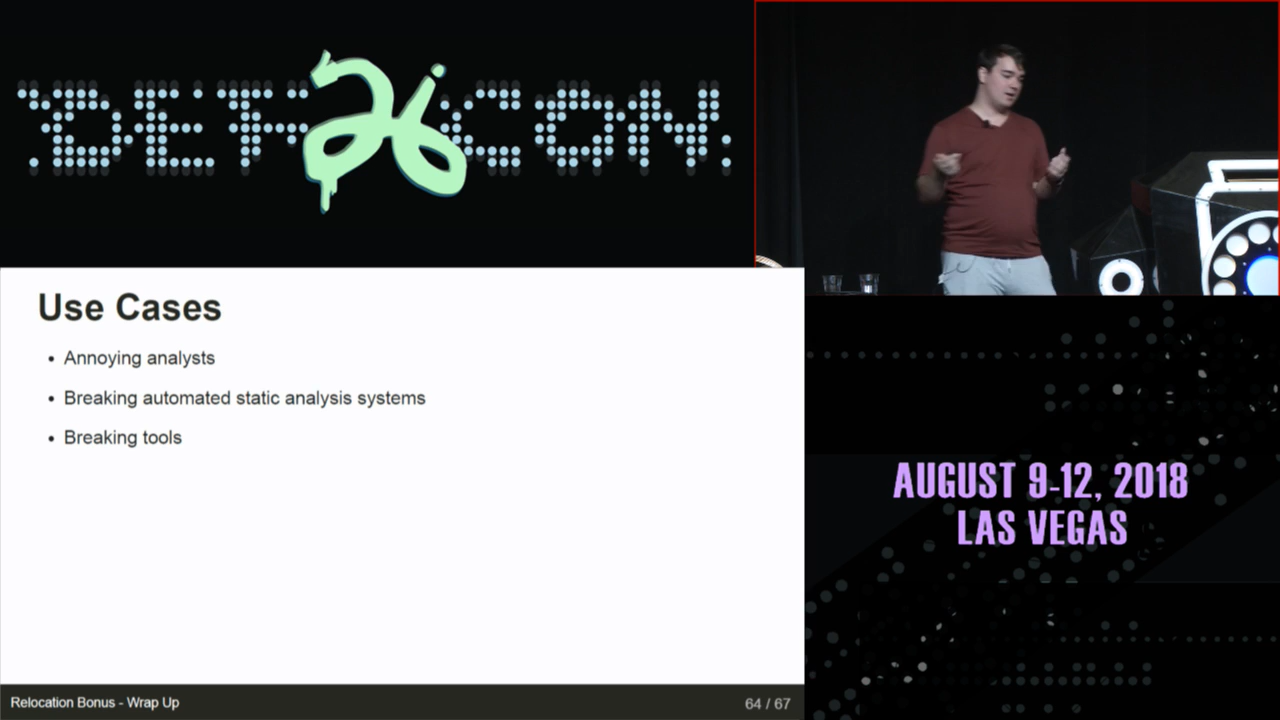 DEF CON
26
Use Cases
• Annoying analysts
• Breaking automated static analysis systems
• Breaking tools
Relocation Bonus - Wrap Up
64 / 67
AUGUST 9-12, 2018
LAS VEGAS